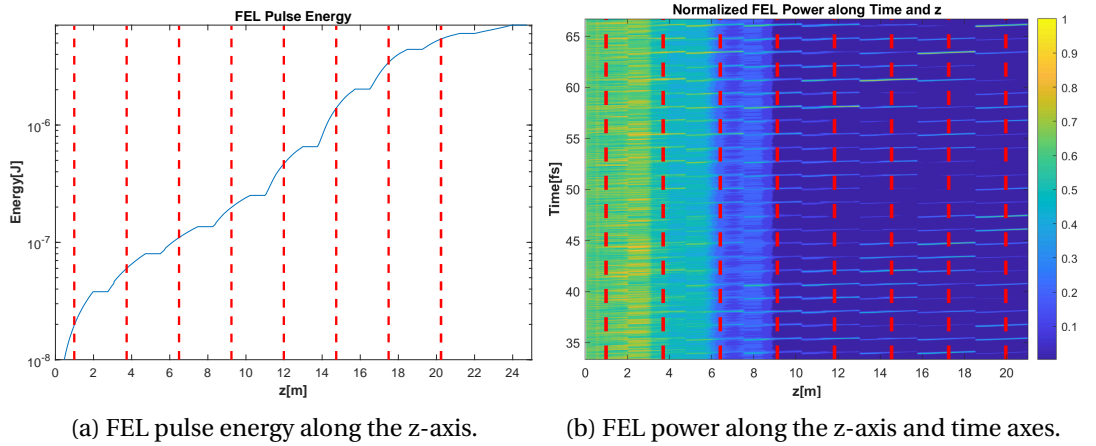 FEL Pulse Energy
Energy[J]
10^-6
10^-7
10^-8
0 2 4 6 8 10 12 14 16 18 20 22 24
z[m]
(a) FEL pulse energy along the z-axis.
Normalized FEL Power along Time and z
Time[fs]
65
60
55
50
45
40
35
0 2 4 6 8 10 12 14 16 18 20
z[m]
1
0.9
0.8
0.7
0.6
0.5
0.4
0.3
0.2
0.1
(b) FEL power along the z-axis and time axes.